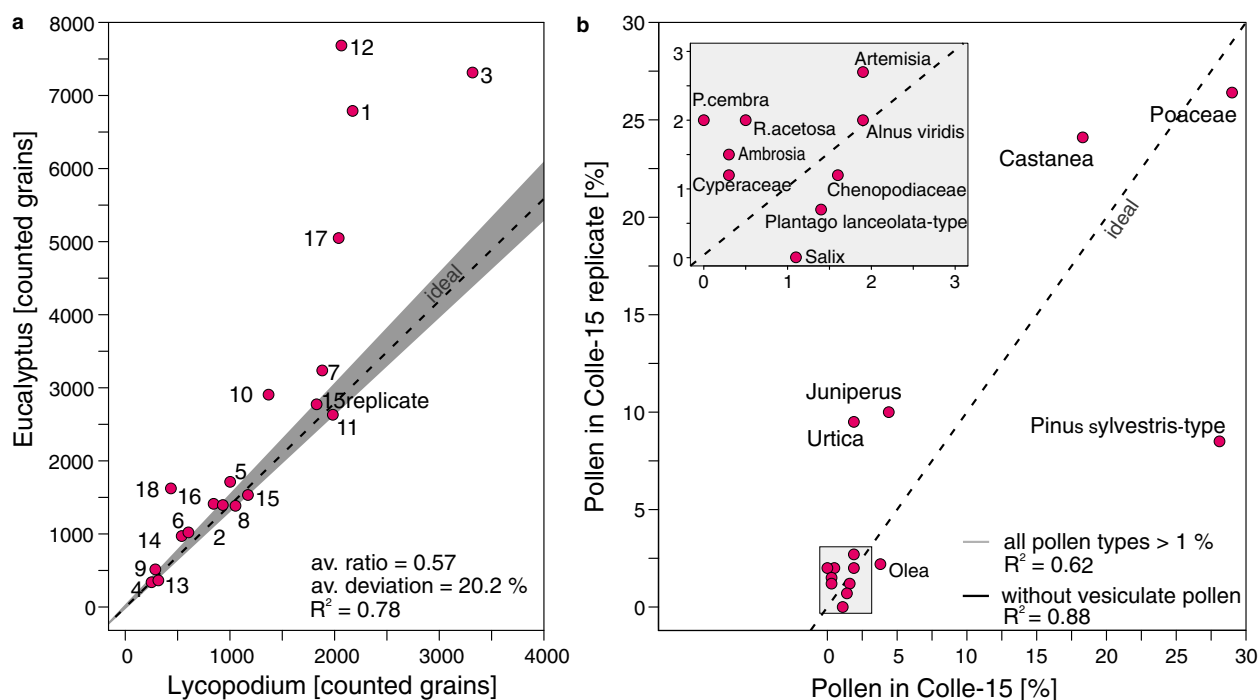 a
8000
7000
6000
5000
4000
3000
2000
1000
0
Eucalyptus [counted grains]
12
3
1
17
ideal
7
10
15replicate
11
5
18
16
15
6
2
8
14
9
4
13
av. ratio = 0.57
av. deviation = 20.2 %
R² = 0.78
0
1000
2000
3000
4000
Lycopodium [counted grains]
b
30
25
20
15
10
5
0
Pollen in Colle-15 replicate [%]
3
2
1
0
Artemisia
P.cembra
R.acetosa
Alnus viridis
Ambrosia
Cyperaceae
Chenopodiaceae
Plantago lanceolata-type
Salix
0
1
2
3
Poaceae
Castanea
ideal
Juniperus
Urtica
Pinus sylvestris-type
Olea
all pollen types > 1 %
R² = 0.62
without vesiculate pollen
R² = 0.88
0
5
10
15
20
25
30
Pollen in Colle-15 [%]